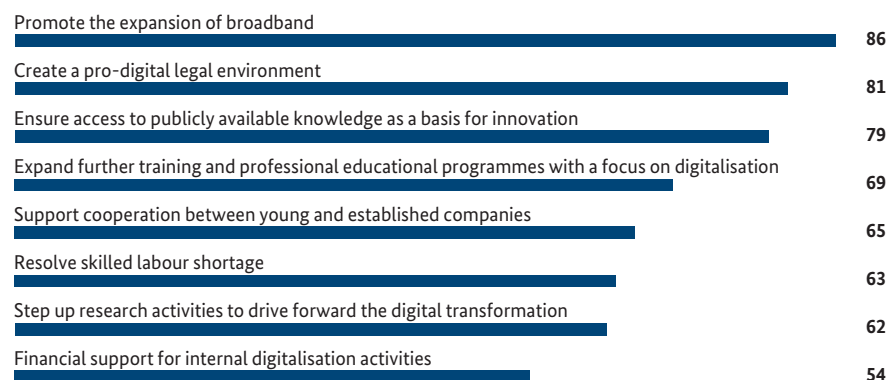 Promote the expansion of broadband
86
Create a pro-digital legal environment
81
Ensure access to publicly available knowledge as a basis for innovation
79
Expand further training and professional educational programmes with a focus on digitalisation
69
Support cooperation between young and established companies
65
Resolve skilled labour shortage
63
Step up research activities to drive forward the digital transformation
62
Financial support for internal digitalisation activities
54